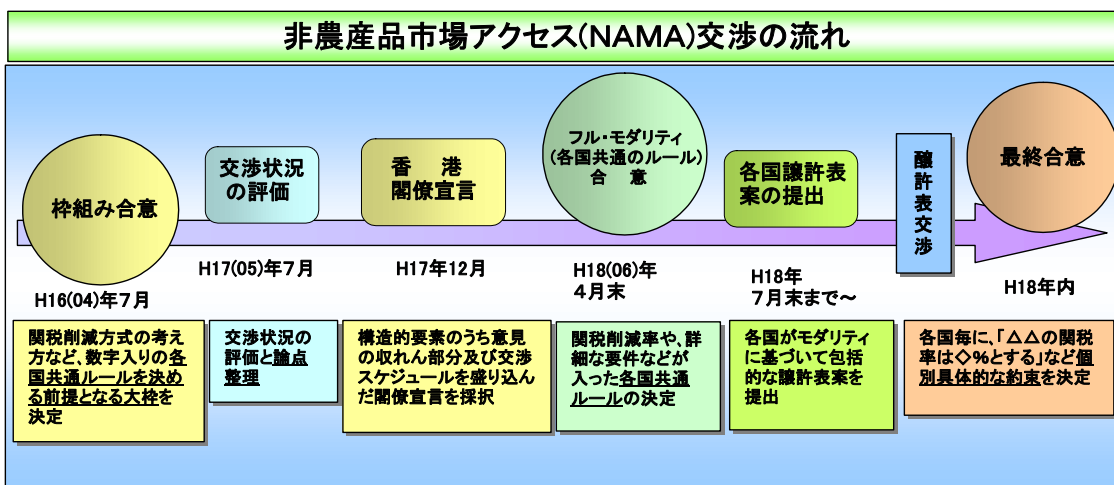 非農産品市場アクセス(NAMA)交渉の流れ
枠組み合意
交渉状況
の評価
香　港
閣僚宣言
フル・モダリティ
(各国共通のルール)
合　意
各国譲許表
案の提出
醸許表交渉
最終合意
H16(04)年７月
H17(05)年７月
H17年12月
H18(06)年
４月末
H18年
７月末まで～
H18年内
関税削減方式の考え
方など、数字入りの各
国共通ルールを決め
る前提となる大枠を
決定
交渉状況の
評価と論点
整理
構造的要素のうち意見
の収れん部分及び交渉
スケジュールを盛り込ん
だ閣僚宣言を採択
関税削減率や、詳
細な要件などが
入った各国共通
ルールの決定
各国がモダリティ
に基づいて包括
的な譲許表案を
提出
各国毎に、「△△の関税
率は◇％とする」など個
別具体的な約束を決定